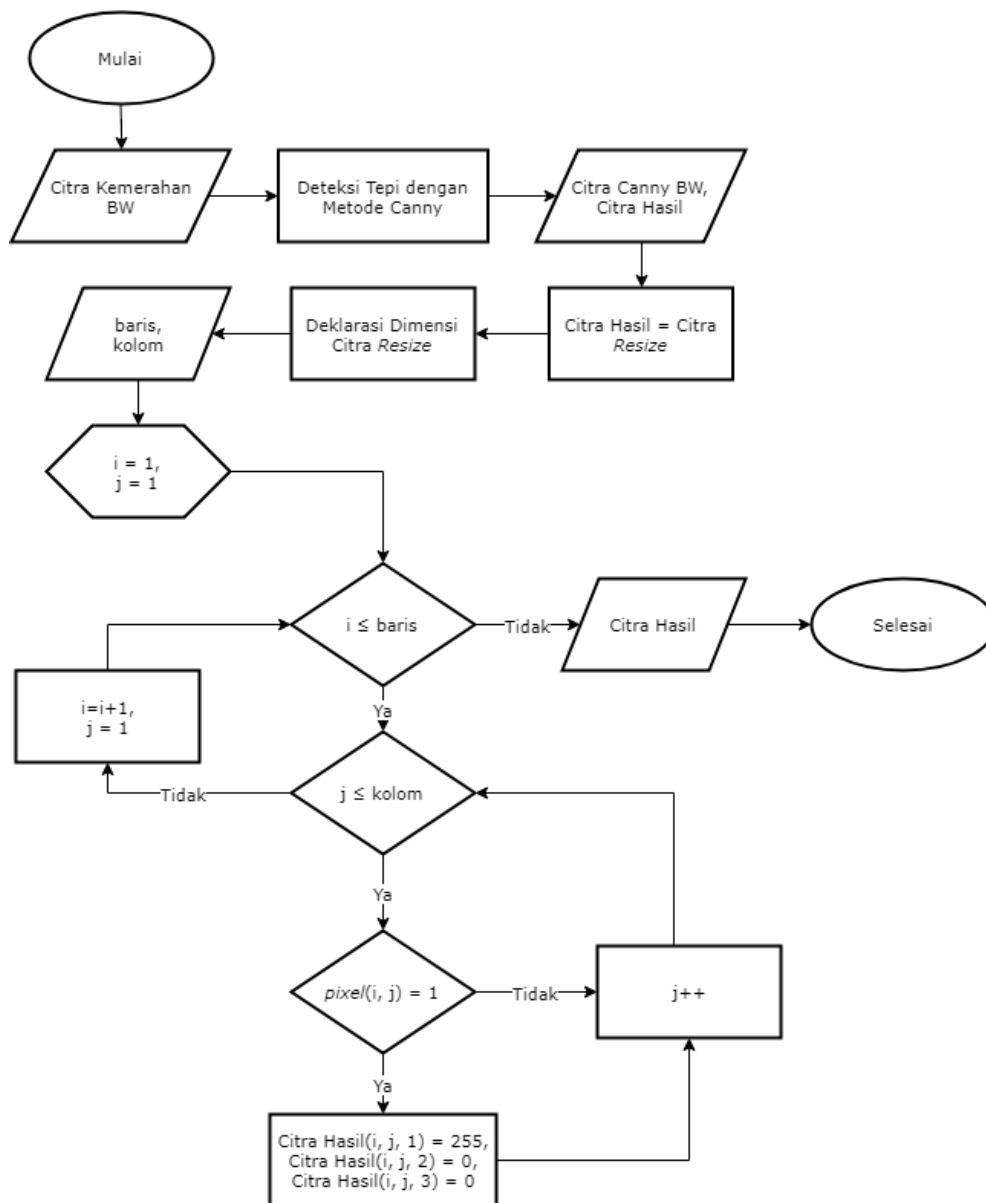 Mulai
Citra Kemerahan
BW
Deteksi Tepi dengan
Metode Canny
Citra Canny BW,
Citra Hasil
Citra Hasil = Citra
Resize
Deklarasi Dimensi
Citra Resize
baris,
kolom
i = 1,
j = 1
i ≤ baris
Tidak
Citra Hasil
Selesai
Ya
i=i+1,
j = 1
j ≤ kolom
Tidak
Ya
pixel(i, j) = 1
Tidak
j++
Ya
Citra Hasil(i, j, 1) = 255,
Citra Hasil(i, j, 2) = 0,
Citra Hasil(i, j, 3) = 0